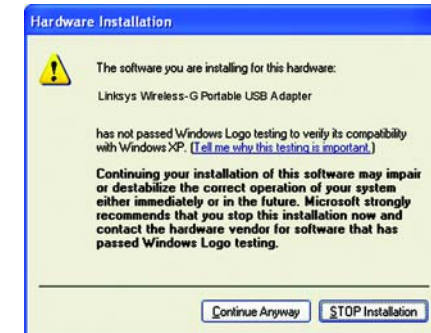 Hardware Installation
The software you are installing for this hardware:
Linksys Wireless-G Portable USB Adapter
has not passed Windows Logo testing to verify its compatibility
with Windows XP. (Tell me why this testing is important.)
Continuing your installation of this software may impair
or destabilize the correct operation of your system
either immediately or in the future. Microsoft strongly
recommends that you stop this installation now and
contact the hardware vendor for software that has
passed Windows Logo testing.
Continue Anyway
STOP Installation